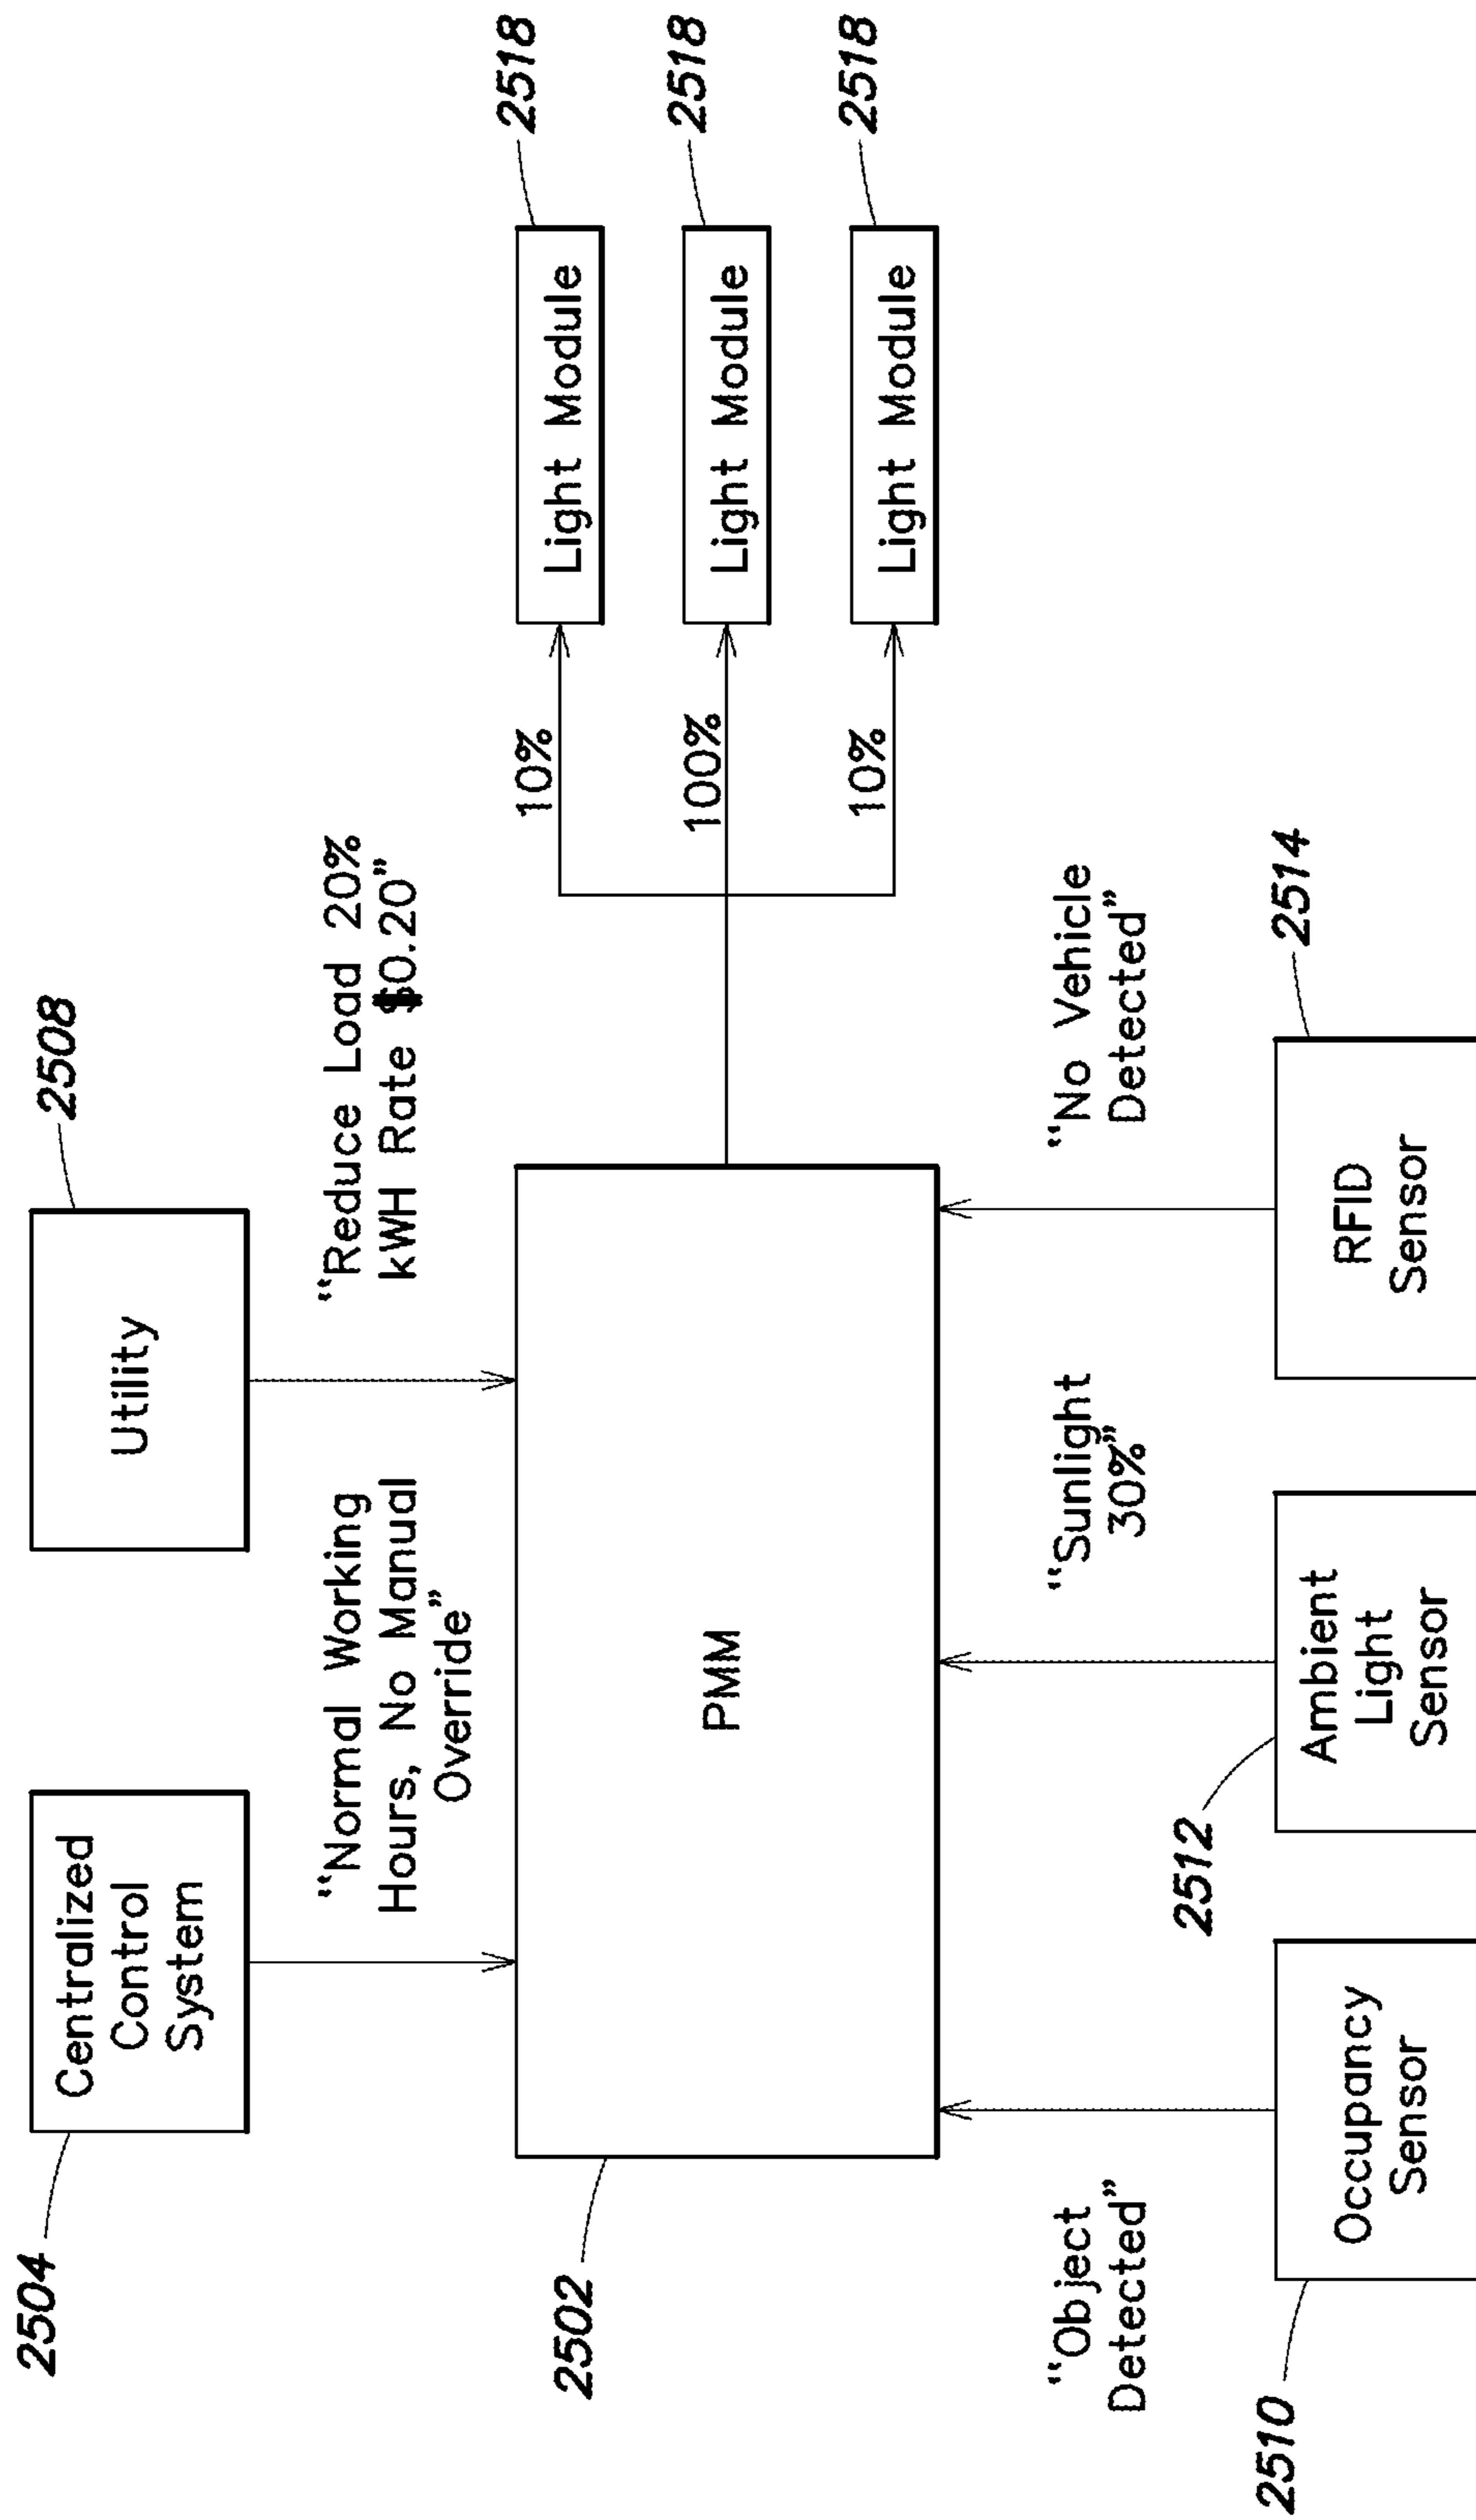 2504
Centralized
Control
System
2508
Utility
“Normal Working
Hours, No Manual
Override”
“Reduce Load 20%
kWH Rate $0.20”
2502
PMM
10%
Light Module
2518
100%
Light Module
2518
10%
Light Module
2518
“Object
Detected”
“Sunlight
30%”
“No Vehicle
Detected”
2510
Occupancy
Sensor
2512
Ambient
Light
Sensor
2514
RFID
Sensor